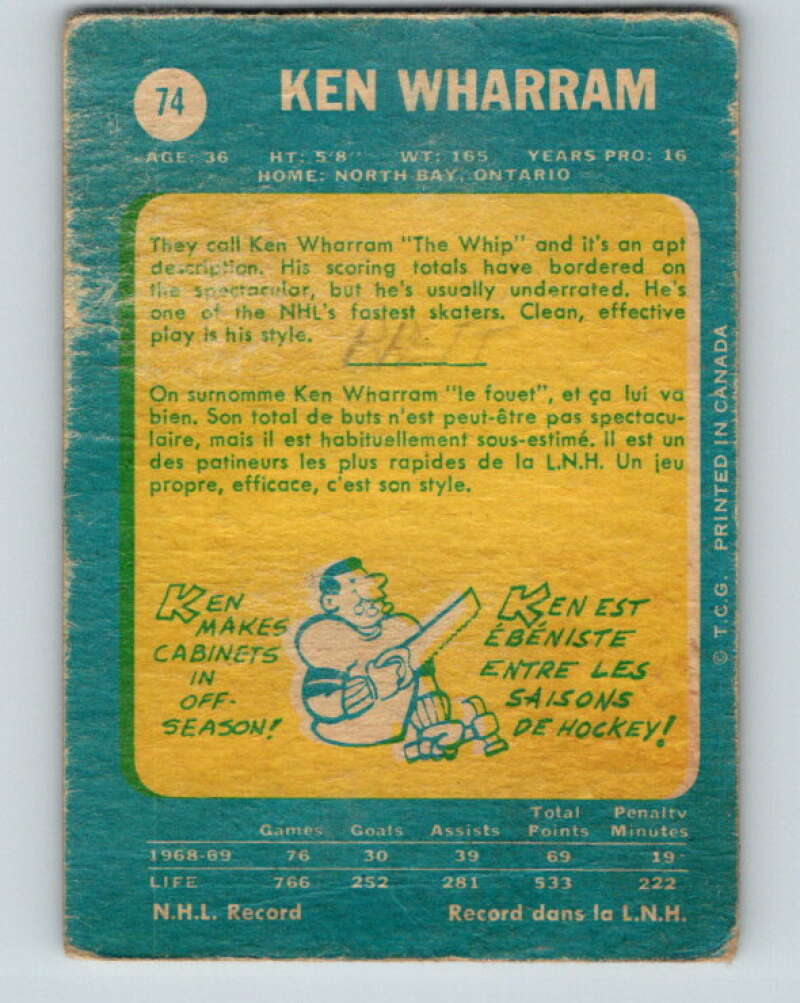 74
KEN WHARRAM
AGE: 36 HT: 5'8" WT: 165 YEARS PRO: 16
HOME: NORTH BAY, ONTARIO
They call Ken Wharram "The Whip" and it's an apt
description. His scoring totals have bordered on
the spectacular, but he's usually underrated. He's
one of the NHL's fastest skaters. Clean, effective
play is his style.
On surnomme Ken Wharram "le fouet", et ça lui va
bien. Son total de buts n'est peut-être pas spectacu-
laire, mais il est habituellement sous-estimé. Il est un
des patineurs les plus rapides de la L.N.H. Un jeu
propre, efficace, c'est son style.
KEN
MAKES
CABINETS
IN
OFF-
SEASON!
KEN EST
ÉBÉNISTE
ENTRE LES
SAISONS
DE HOCKEY!
© T.C.G. PRINTED IN CANADA
Games Goals Assists Total Points Penalty Minutes
1968-69 76 30 39 69 19
LIFE 766 252 281 533 222
N.H.L. Record Record dans la L.N.H.